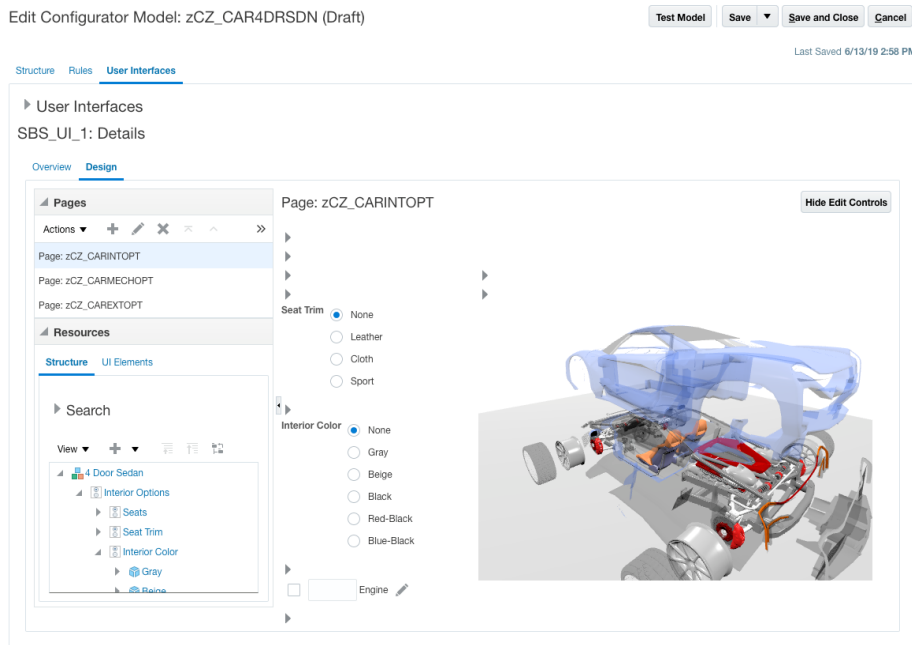 Edit Configurator Model: zCZ_CAR4DRSDN (Draft)
Test Model
Save
Save and Close
Cancel
Last Saved 6/13/19 2:58 PM
Structure
Rules
User Interfaces
User Interfaces
SBS_UI_1: Details
Overview
Design
Pages
Actions
Page: zCZ_CARINTOPT
Page: zCZ_CARMECHOPT
Page: zCZ_CAREXTOPT
Resources
Structure
UI Elements
Search
View
4 Door Sedan
Interior Options
Seats
Seat Trim
Interior Color
Gray
Beige
Page: zCZ_CARINTOPT
Hide Edit Controls
Seat Trim
None
Leather
Cloth
Sport
Interior Color
None
Gray
Beige
Black
Red-Black
Blue-Black
Engine